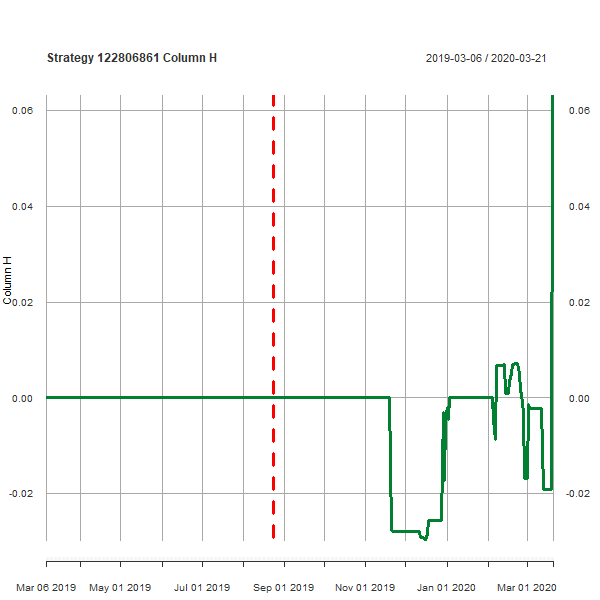 Strategy 122806861 Column H
2019-03-06 / 2020-03-21
0.06
0.06
0.04
0.04
Column H
0.02
0.02
0.00
0.00
-0.02
-0.02
Mar 06 2019
May 01 2019
Jul 01 2019
Sep 01 2019
Nov 01 2019
Jan 01 2020
Mar 01 2020